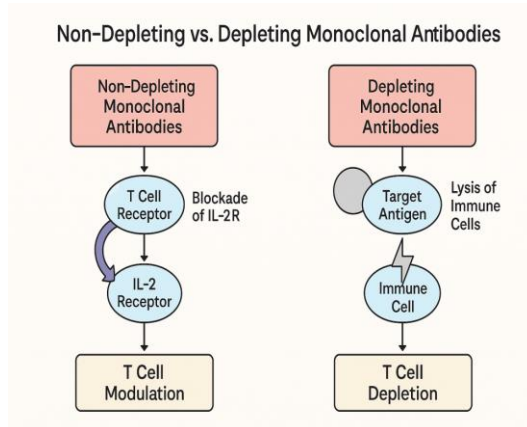 Non-Depleting vs. Depleting Monoclonal Antibodies
Non-Depleting
Monoclonal
Antibodies
T Cell
Receptor
Blockade
of IL-2R
IL-2
Receptor
T Cell
Modulation
Depleting
Monoclonal
Antibodies
Target
Antigen
Lysis of
Immune
Cells
Immune
Cell
T Cell
Depletion